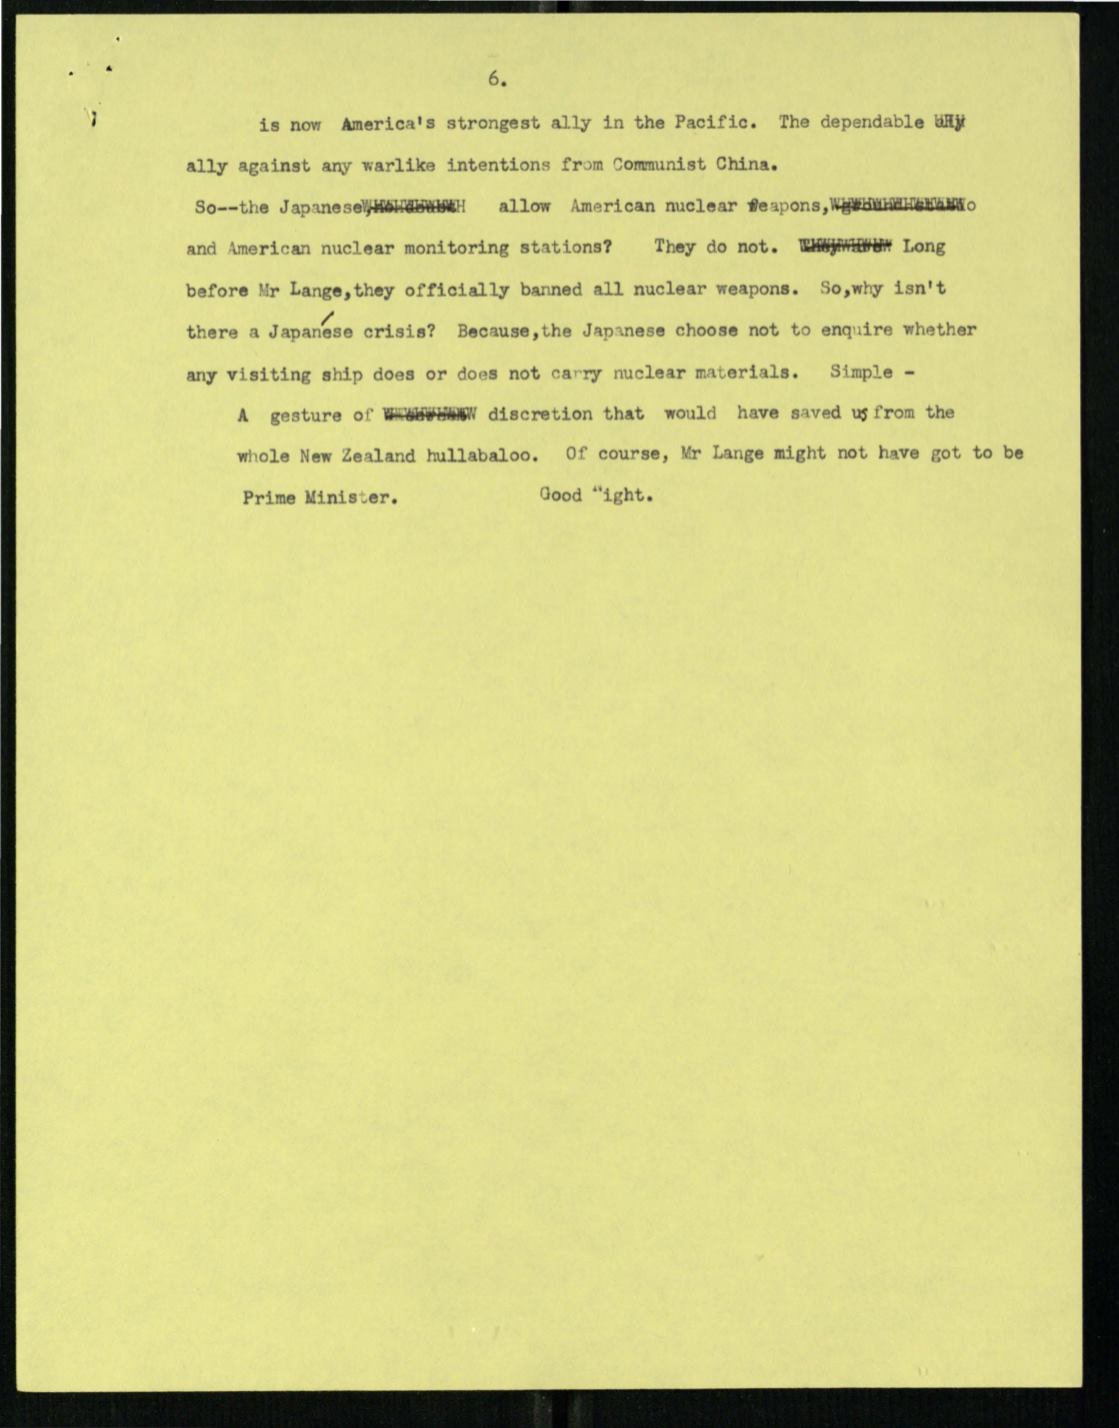 6.
is now America's strongest ally in the Pacific. The dependable
ally against any warlike intentions from Communist China.
So--the Japanese allow American nuclear weapons,
and American nuclear monitoring stations? They do not. Long
before Mr Lange,they officially banned all nuclear weapons. So,why isn't
there a Japanese crisis? Because,the Japanese choose not to enquire whether
any visiting ship does or does not carry nuclear materials. Simple -
A gesture of discretion that would have saved us from the
whole New Zealand hullabaloo. Of course, Mr Lange might not have got to be
Prime Minister. Good "ight.